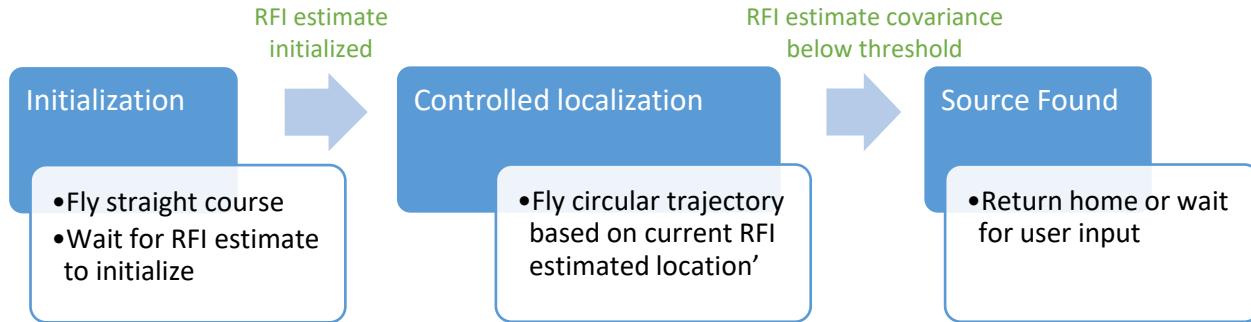 RFI estimate
initialized
RFI estimate covariance
below threshold
Initialization
Controlled localization
Source Found
•Fly straight course
•Wait for RFI estimate
to initialize
•Fly circular trajectory
based on current RFI
estimated location’
•Return home or wait
for user input